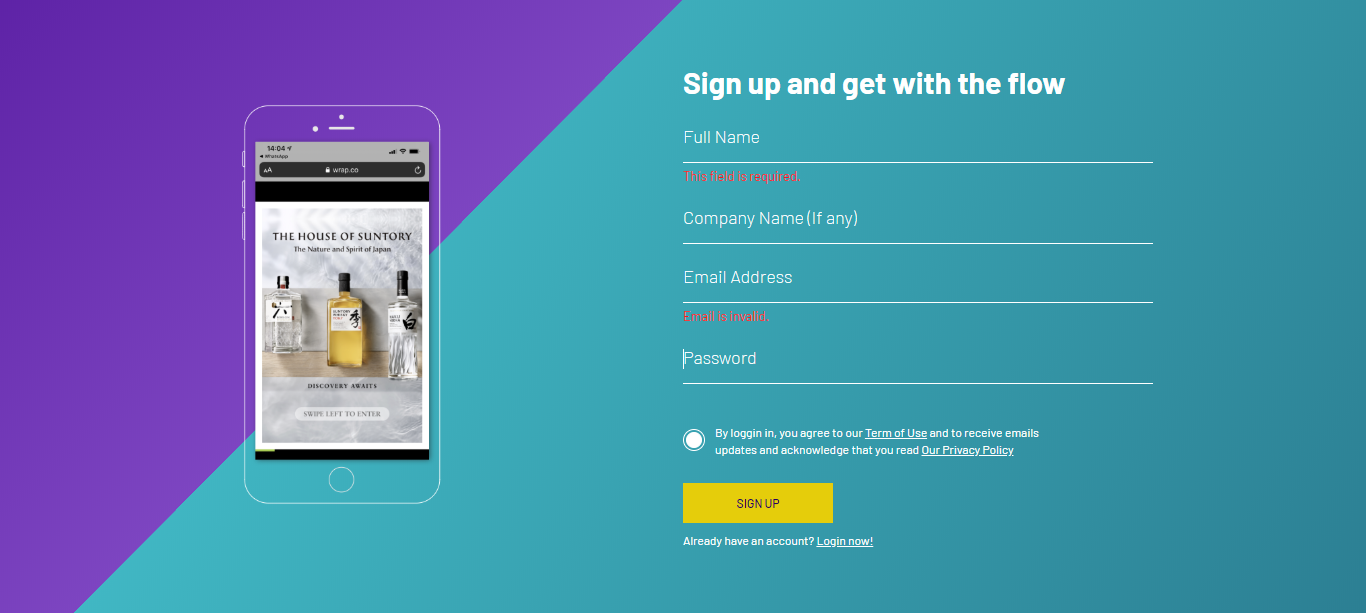 Sign up and get with the flow
Full Name
This field is required.
Company Name (If any)
Email Address
Email is invalid.
Password
By loggin in, you agree to our Term of Use and to receive emails
updates and acknowledge that you read Our Privacy Policy
SIGN UP
Already have an account? Login now!
14:04
WhatsApp
AA
wrap.co
THE HOUSE OF SUNTORY
The Nature and Spirit of Japan
六
季
白
DISCOVERY AWAITS
SWIPE LEFT TO ENTER